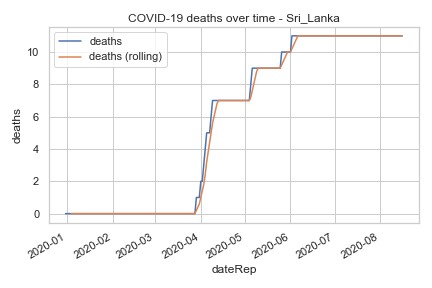 COVID-19 deaths over time - Sri_Lanka
deaths
deaths (rolling)
deaths
10
8
6
4
2
0
2020-01
2020-02
2020-03
2020-04
2020-05
2020-06
2020-07
2020-08
dateRep